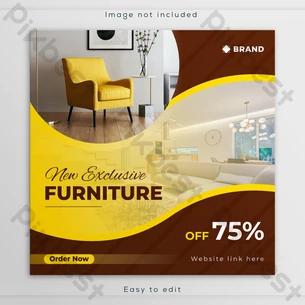 Image not included
BRAND
New Exclusive
FURNITURE
OFF 75%
Order Now
Website link here
Easy to edit